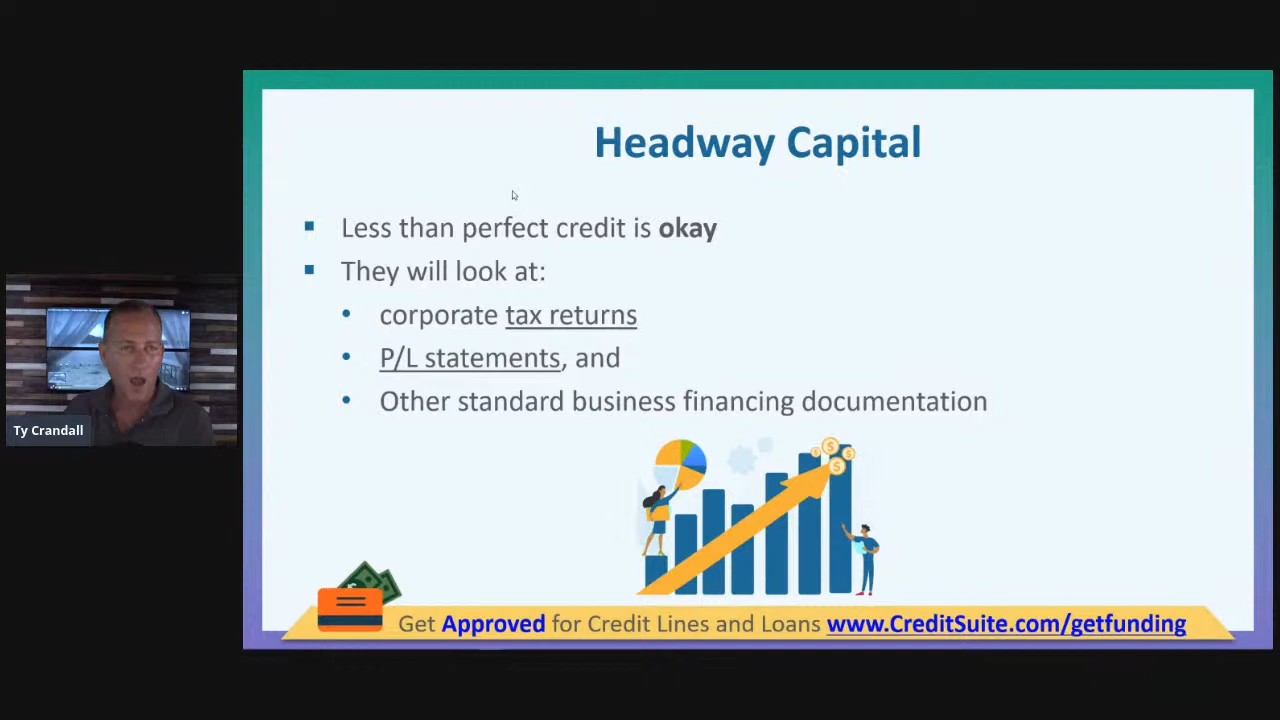 Headway Capital
Less than perfect credit is okay
They will look at:
corporate tax returns
P/L statements, and
Other standard business financing documentation
Ty Crandall
Get Approved for Credit Lines and Loans www.CreditSuite.com/getfunding